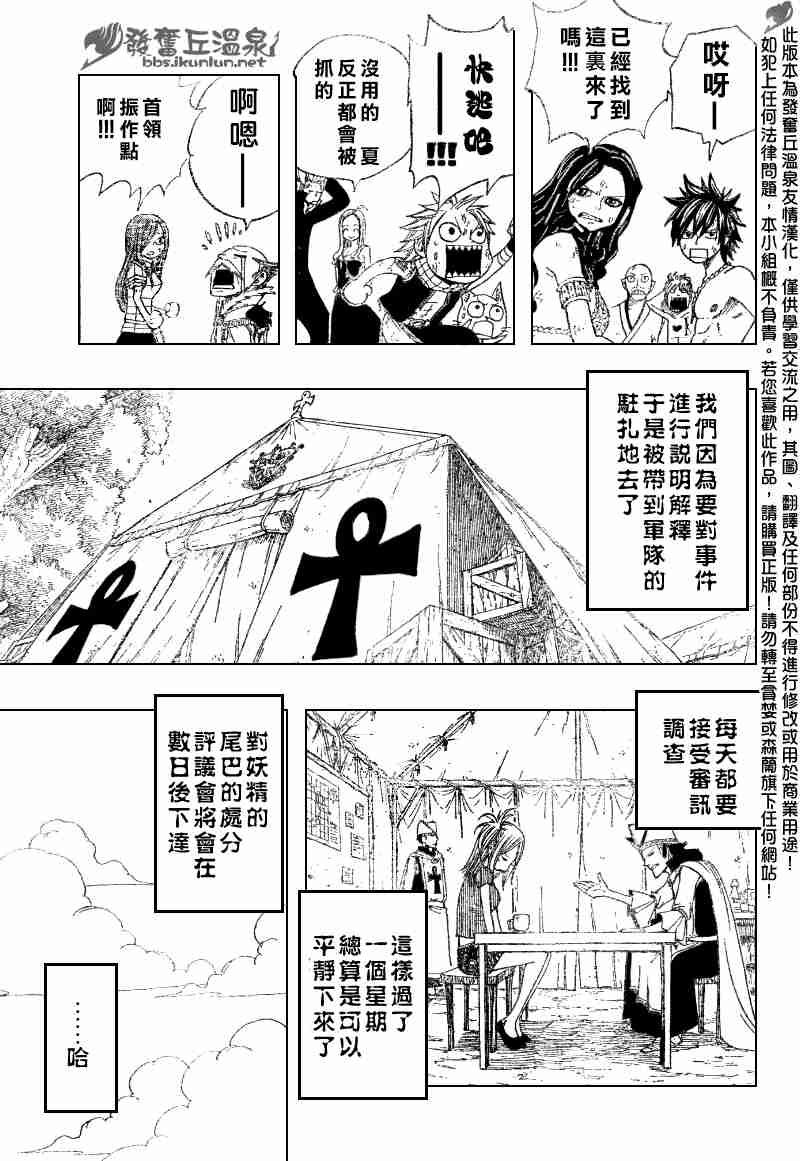 發奮丘溫泉
bbs.ikunlun.net
此版本為發奮丘溫泉友情漢化，僅供學習交流之用，其圖、翻譯及任何部份不得進行修改或用於商業用途！
如犯上任何法律問題，本小組概不負責。若您喜歡此作品，請購買正版！請勿轉至貪婪或森蘭旗下任何網站！
哎呀—
已經找到
這裏來了
嗎!!!
快逃吧
—!!!
沒用的 夏
反正都會被
抓的
啊嗯—
首領
振作點
啊!!!
我們因為要對事件
進行説明解釋
于是被帶到軍隊的
駐扎地去了
每天都要
接受審訊
調查
這樣過了
一個星期
總算是可以
平靜下來了
對妖精的
尾巴的處分
評議會將會在
數日後下達
……哈